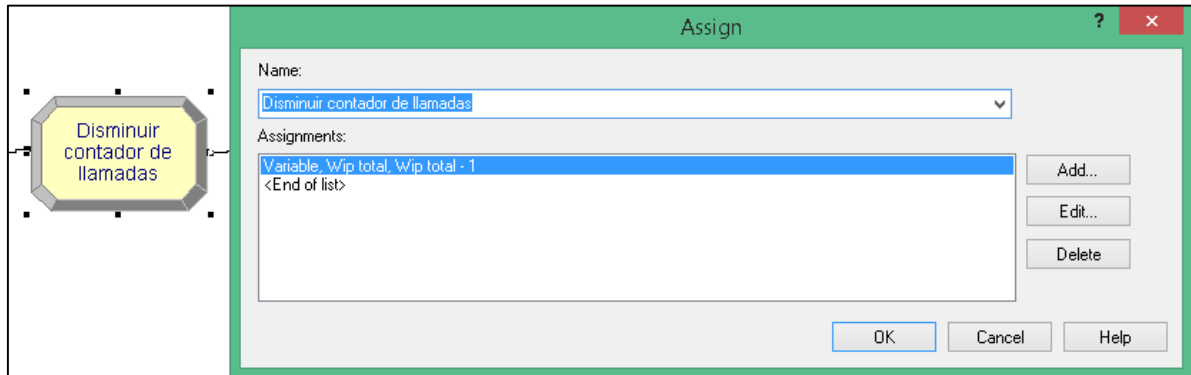 Disminuir
contador de
llamadas
Assign
?
×
Name:
Disminuir contador de llamadas
Assignments:
Variable, Wip total, Wip total - 1
<End of list>
Add...
Edit...
Delete
OK
Cancel
Help